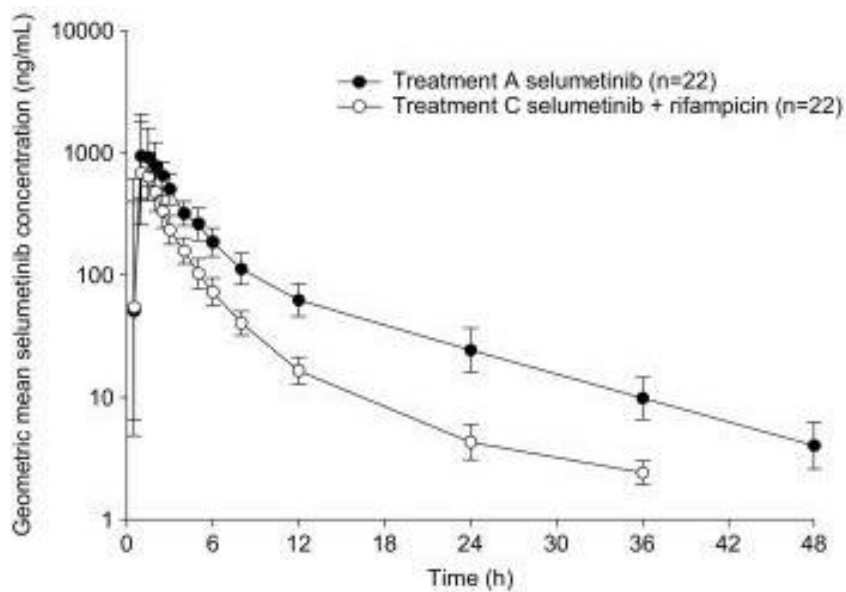 Geometric mean selumetinib concentration (ng/mL)
10000
1000
100
10
1
Treatment A selumetinib (n=22)
Treatment C selumetinib + rifampicin (n=22)
0 6 12 18 24 30 36 42 48
Time (h)